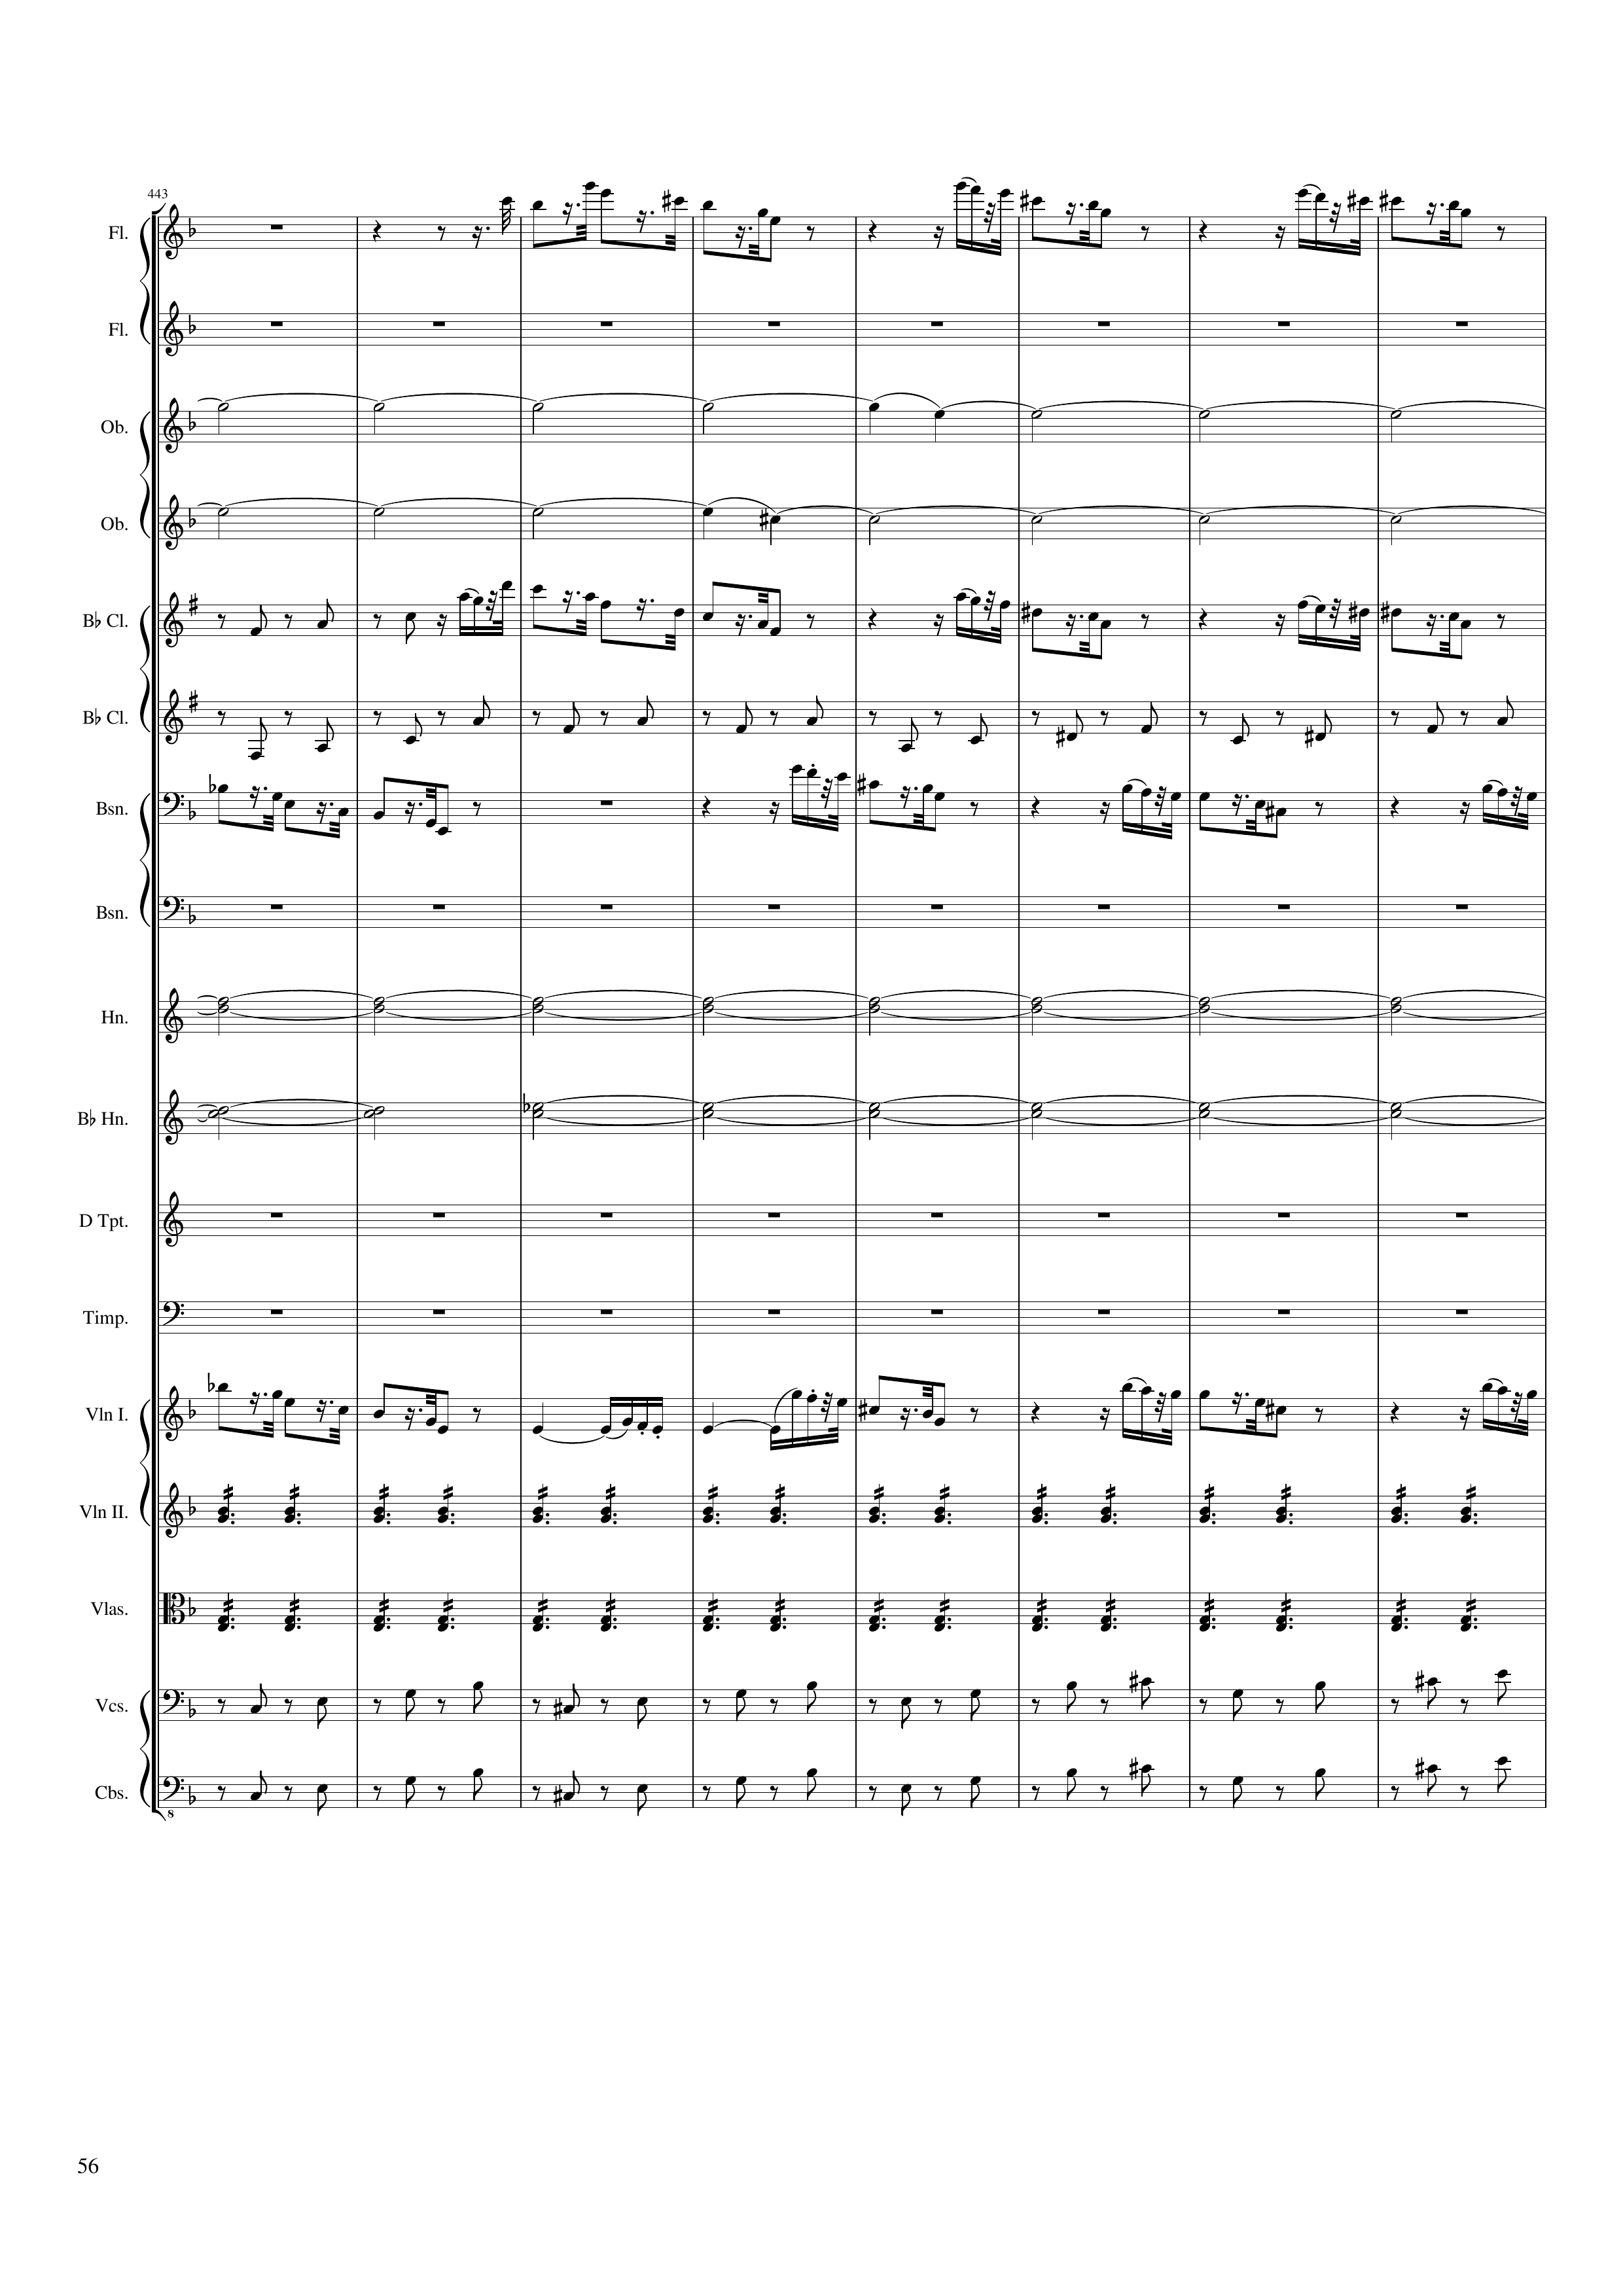 443
Fl.
Fl.
Ob.
Ob.
B♭ Cl.
B♭ Cl.
Bsn.
Bsn.
Hn.
B♭ Hn.
D Tpt.
Timp.
Vln I.
Vln II.
Vlas.
Vcs.
Cbs.
8
56